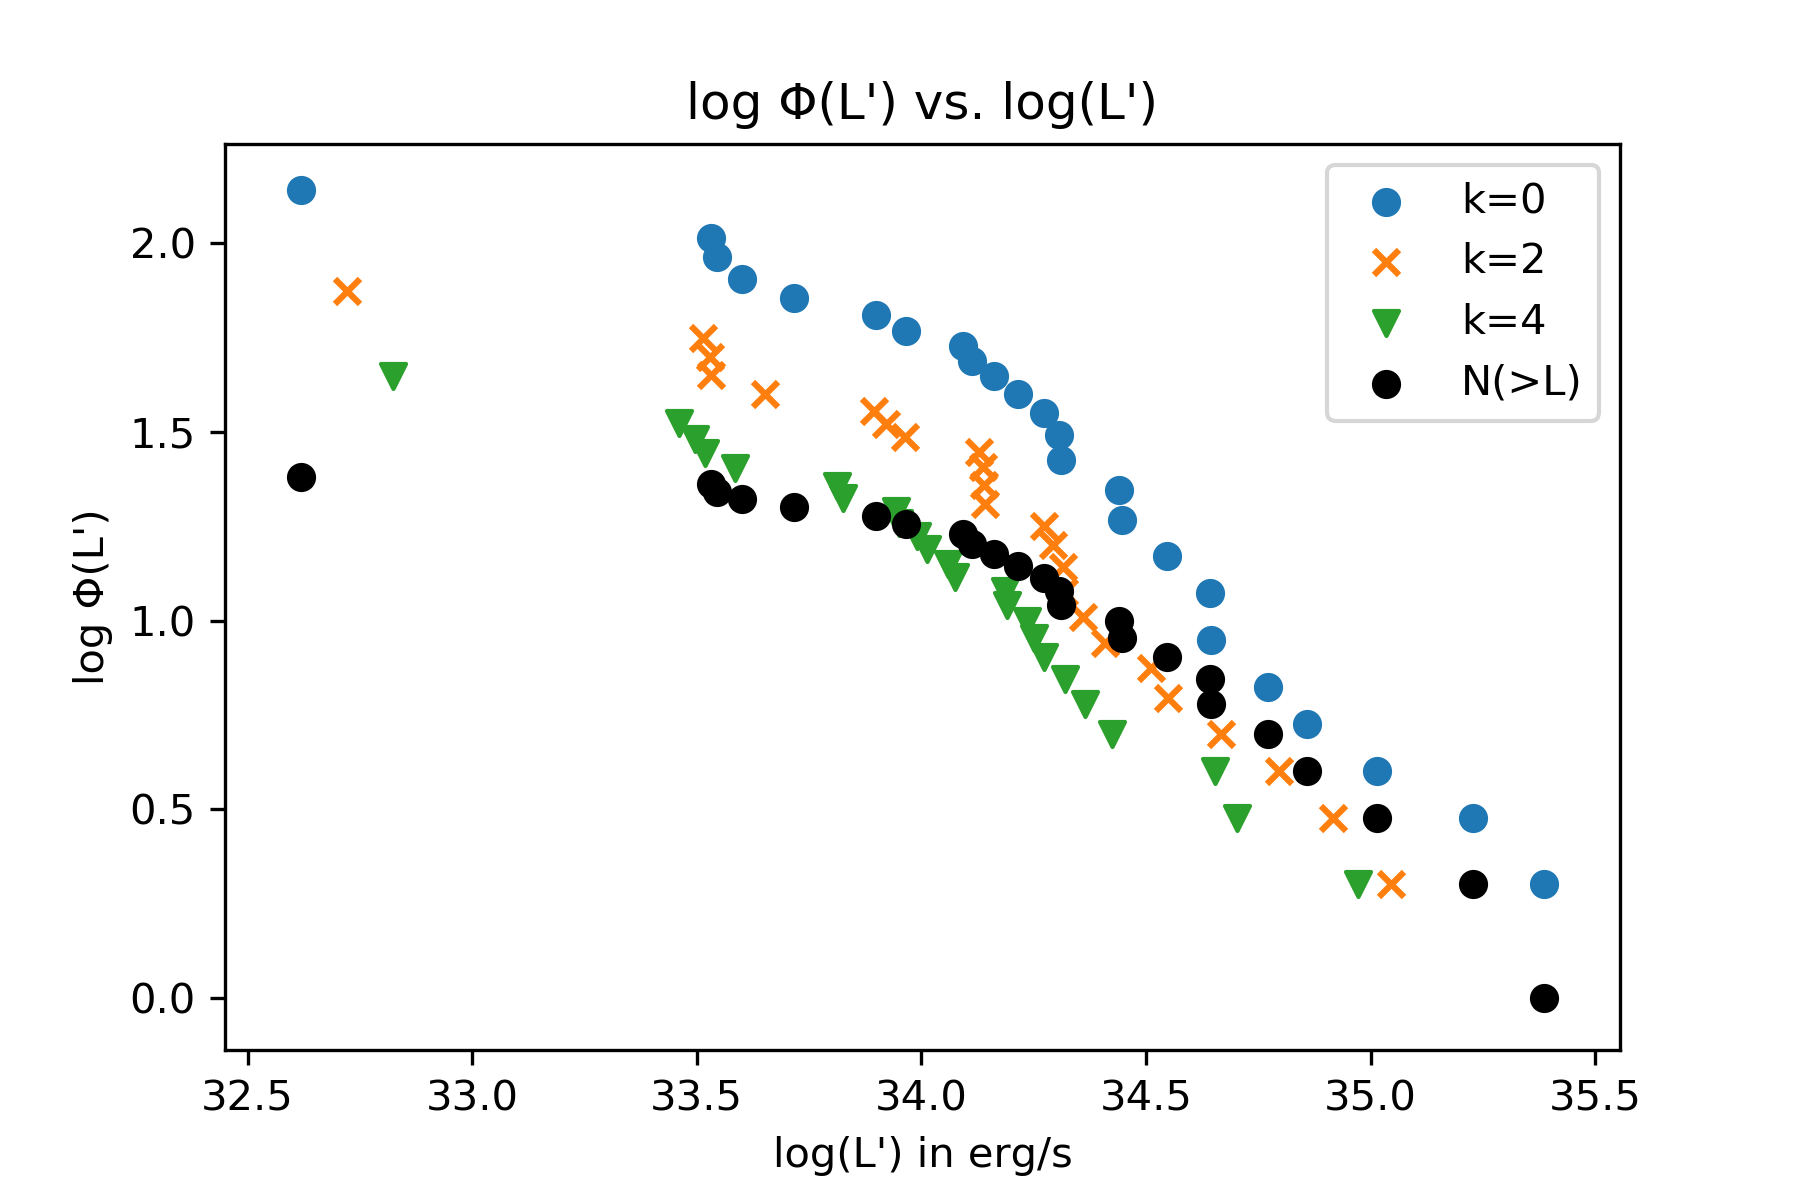 log Φ(L') vs. log(L')
k=0
k=2
k=4
N(>L)
log Φ(L')
2.0
1.5
1.0
0.5
0.0
32.5 33.0 33.5 34.0 34.5 35.0 35.5
log(L') in erg/s